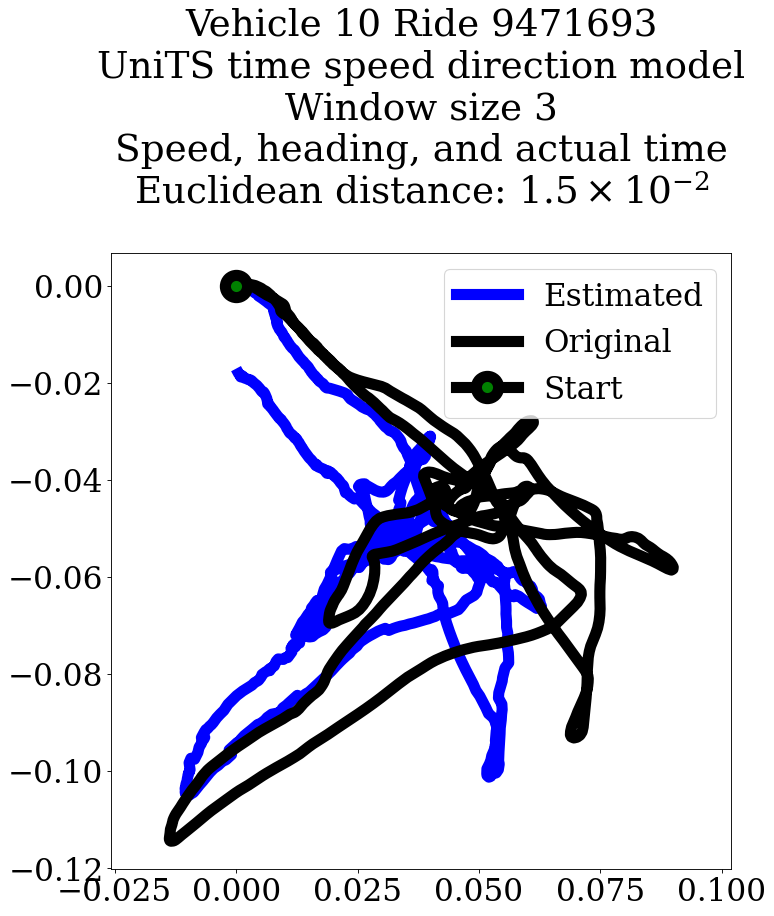 Vehicle 10 Ride 9471693
UniTS time speed direction model
Window size 3
Speed, heading, and actual time
Euclidean distance: 1.5 × 10⁻²
Estimated
Original
Start
0.00
−0.02
−0.04
−0.06
−0.08
−0.10
−0.12
−0.025 0.000 0.025 0.050 0.075 0.100